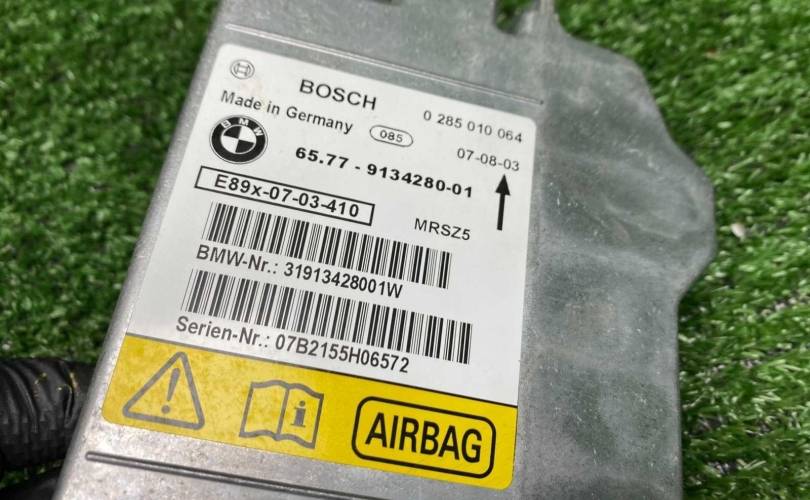 BOSCH 0 285 010 064
Made in Germany 085 07-08-03
BMW 65.77 - 9134280-01
E89x-07-03-410 MRSZ5
BMW-Nr.: 31913428001W
Serien-Nr.: 07B2155H06572
AIRBAG